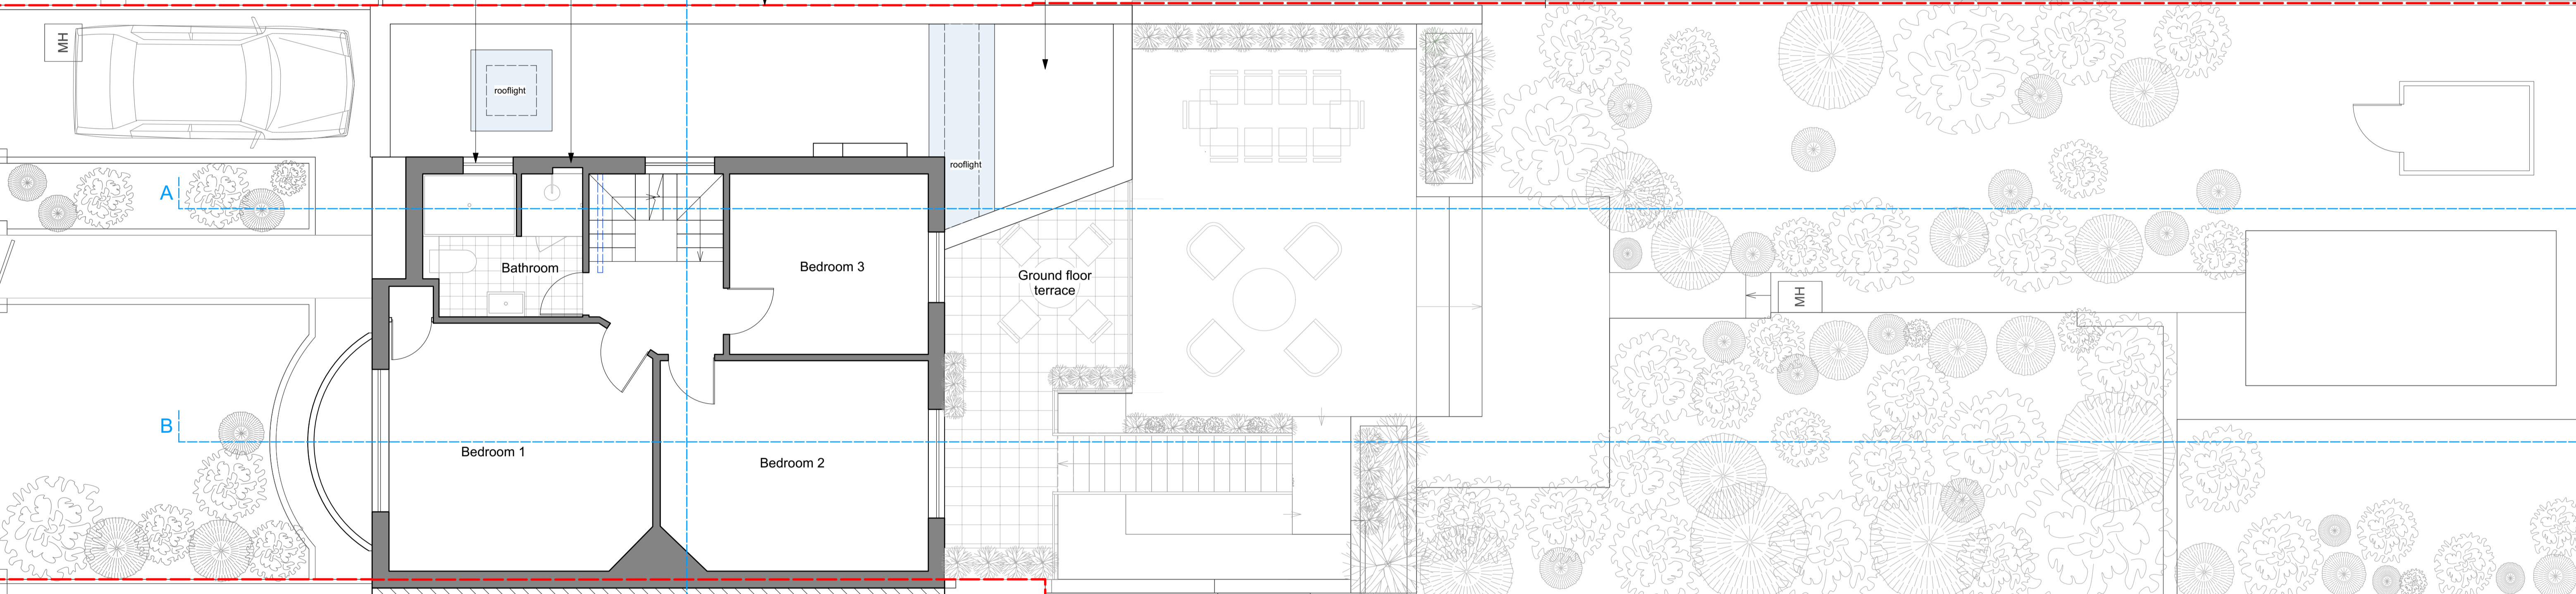 MH
rooflight
rooflight
A
Bathroom
Bedroom 3
Ground floor
terrace
MH
B
Bedroom 1
Bedroom 2